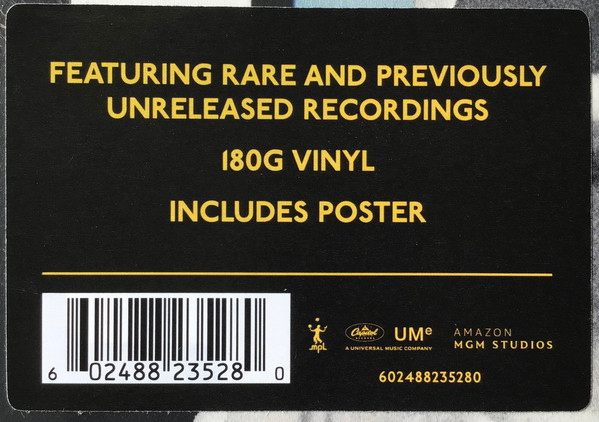 FEATURING RARE AND PREVIOUSLY
UNRELEASED RECORDINGS
180G VINYL
INCLUDES POSTER
6 02488 23528 0
mpl
Capitol
RECORDS
A UNIVERSAL MUSIC COMPANY
UMe
AMAZON
MGM STUDIOS
602488235280